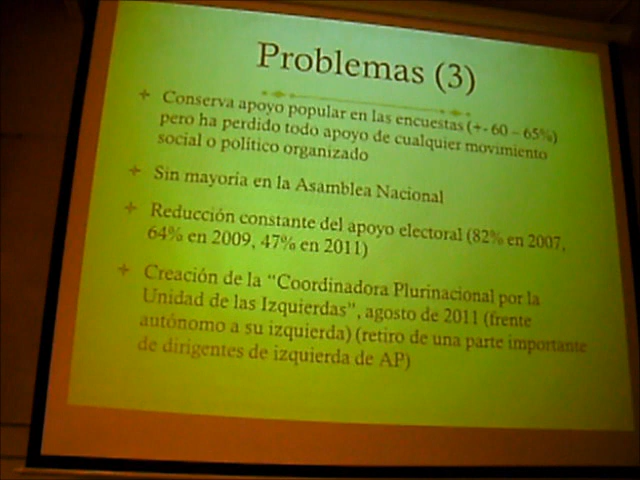 Problemas (3)
Conserva apoyo popular en las encuestas (+- 60 – 65%)
pero ha perdido todo apoyo de cualquier movimiento
social o político organizado
Sin mayoría en la Asamblea Nacional
Reducción constante del apoyo electoral (82% en 2007,
64% en 2009, 47% en 2011)
Creación de la “Coordinadora Plurinacional por la
Unidad de las Izquierdas”, agosto de 2011 (frente
autónomo a su izquierda) (retiro de una parte importante
de dirigentes de izquierda de AP)